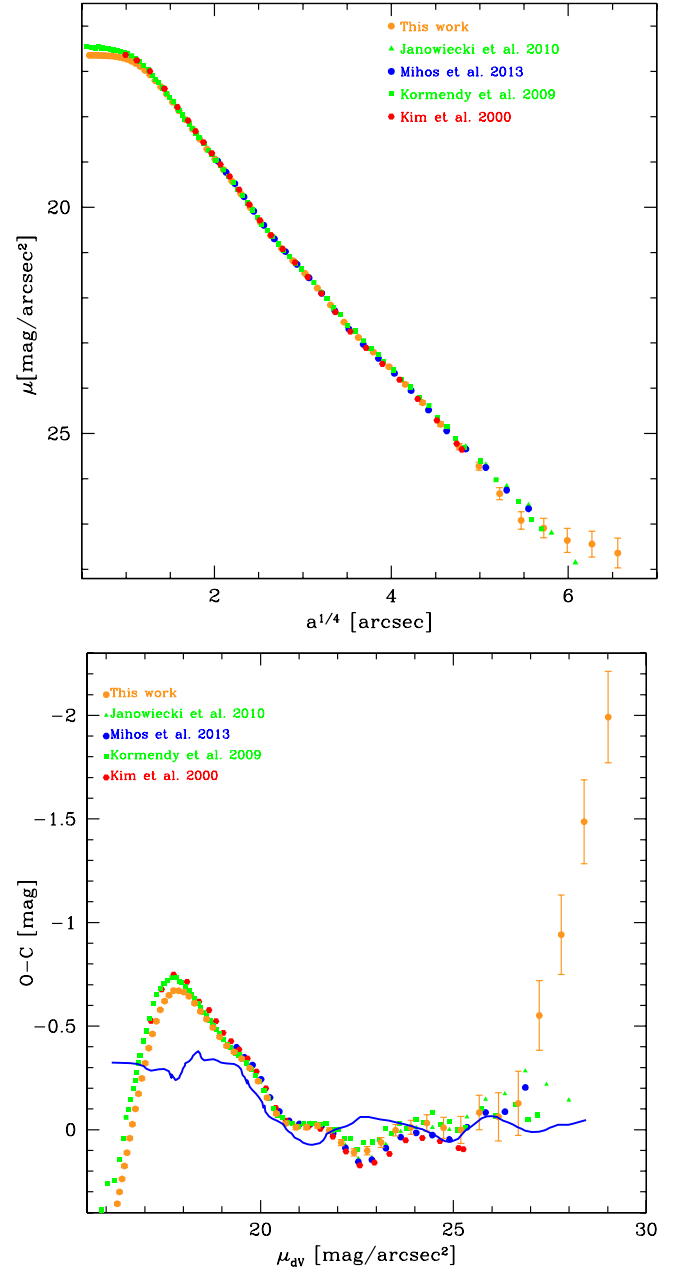 This work
Janowiecki et al. 2010
Mihos et al. 2013
Kormendy et al. 2009
Kim et al. 2000
20
25
μ[mag/arcsec²]
2
4
6
a¹/⁴ [arcsec]
This work
Janowiecki et al. 2010
Mihos et al. 2013
Kormendy et al. 2009
Kim et al. 2000
−2
−1.5
−1
−0.5
0
O−C [mag]
20
25
30
μdV [mag/arcsec²]